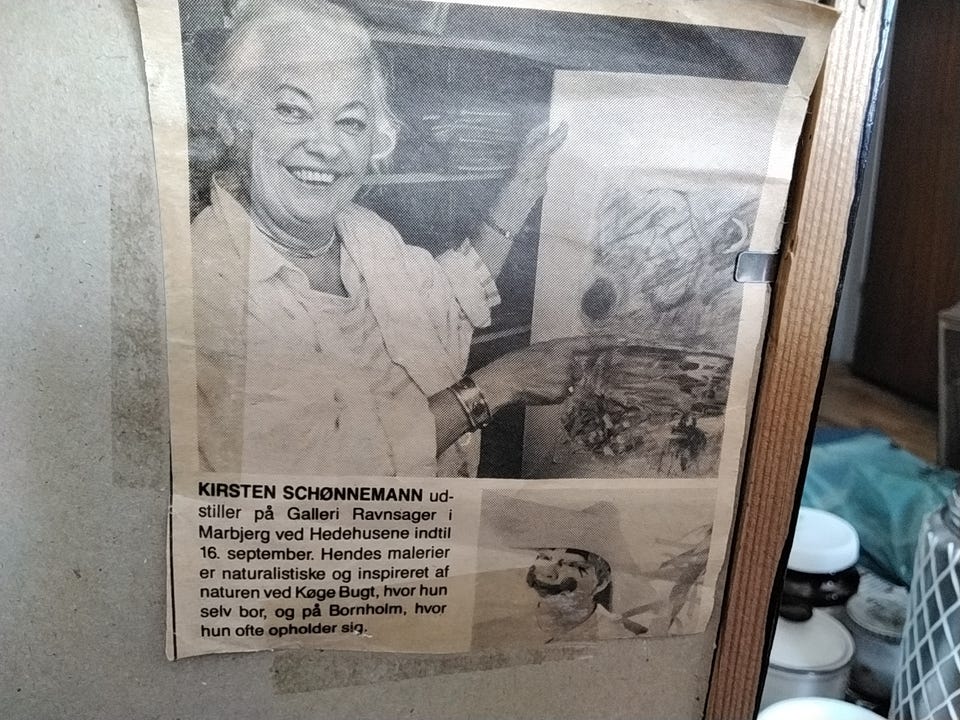 KIRSTEN SCHØNNEMANN ud-
stiller på Galleri Ravnsager i
Marbjerg ved Hedehusene indtil
16. september. Hendes malerier
er naturalistiske og inspireret af
naturen ved Køge Bugt, hvor hun
selv bor, og på Bornholm, hvor
hun ofte opholder sig.